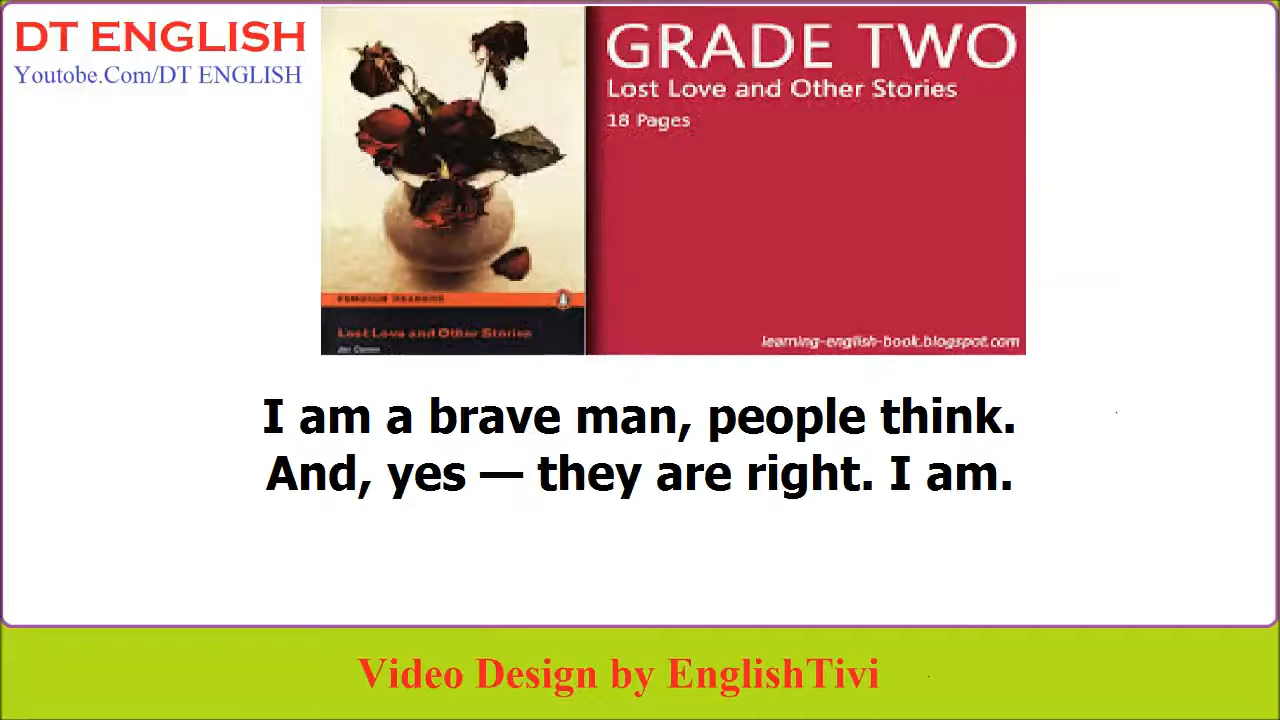 DT ENGLISH
Youtobe.Com/DT ENGLISH
GRADE TWO
Lost Love and Other Stories
18 Pages
PENGUIN READERS
Lost Love and Other Stories
learning-english-book.blogspot.com
I am a brave man, people think.
And, yes — they are right. I am.
Video Design by EnglishTivi